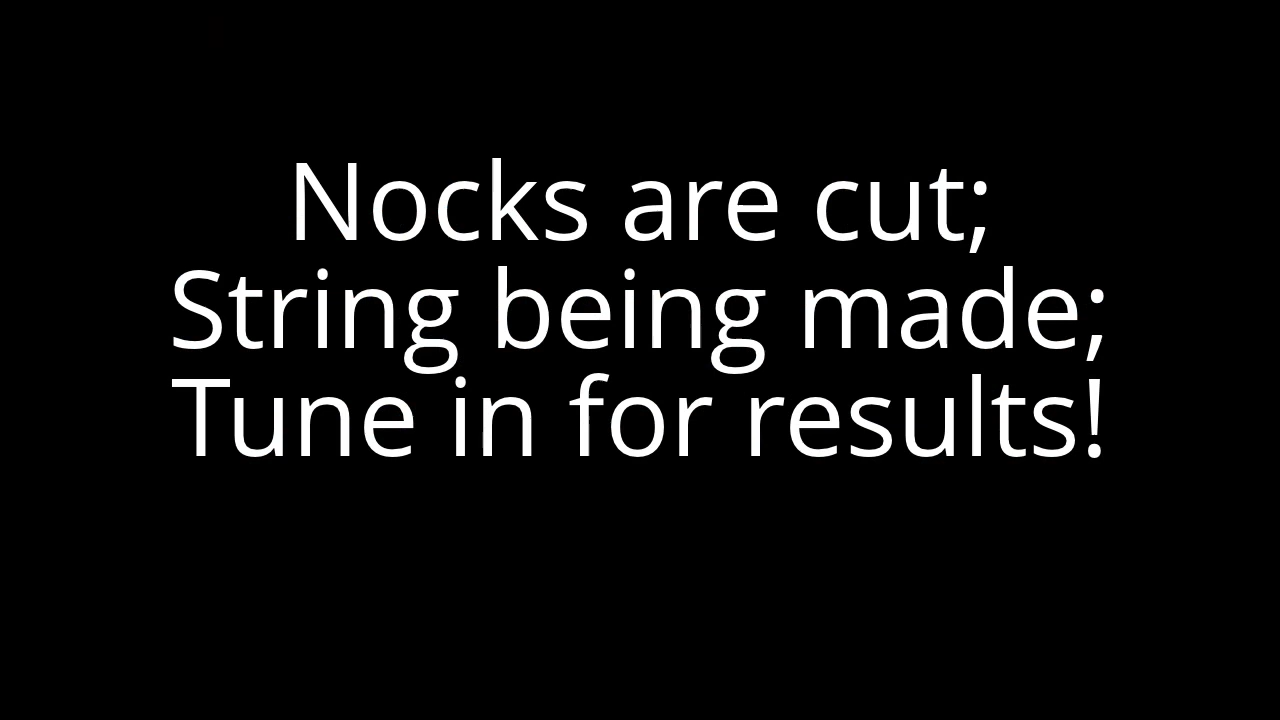 Nocks are cut;
String being made;
Tune in for results!